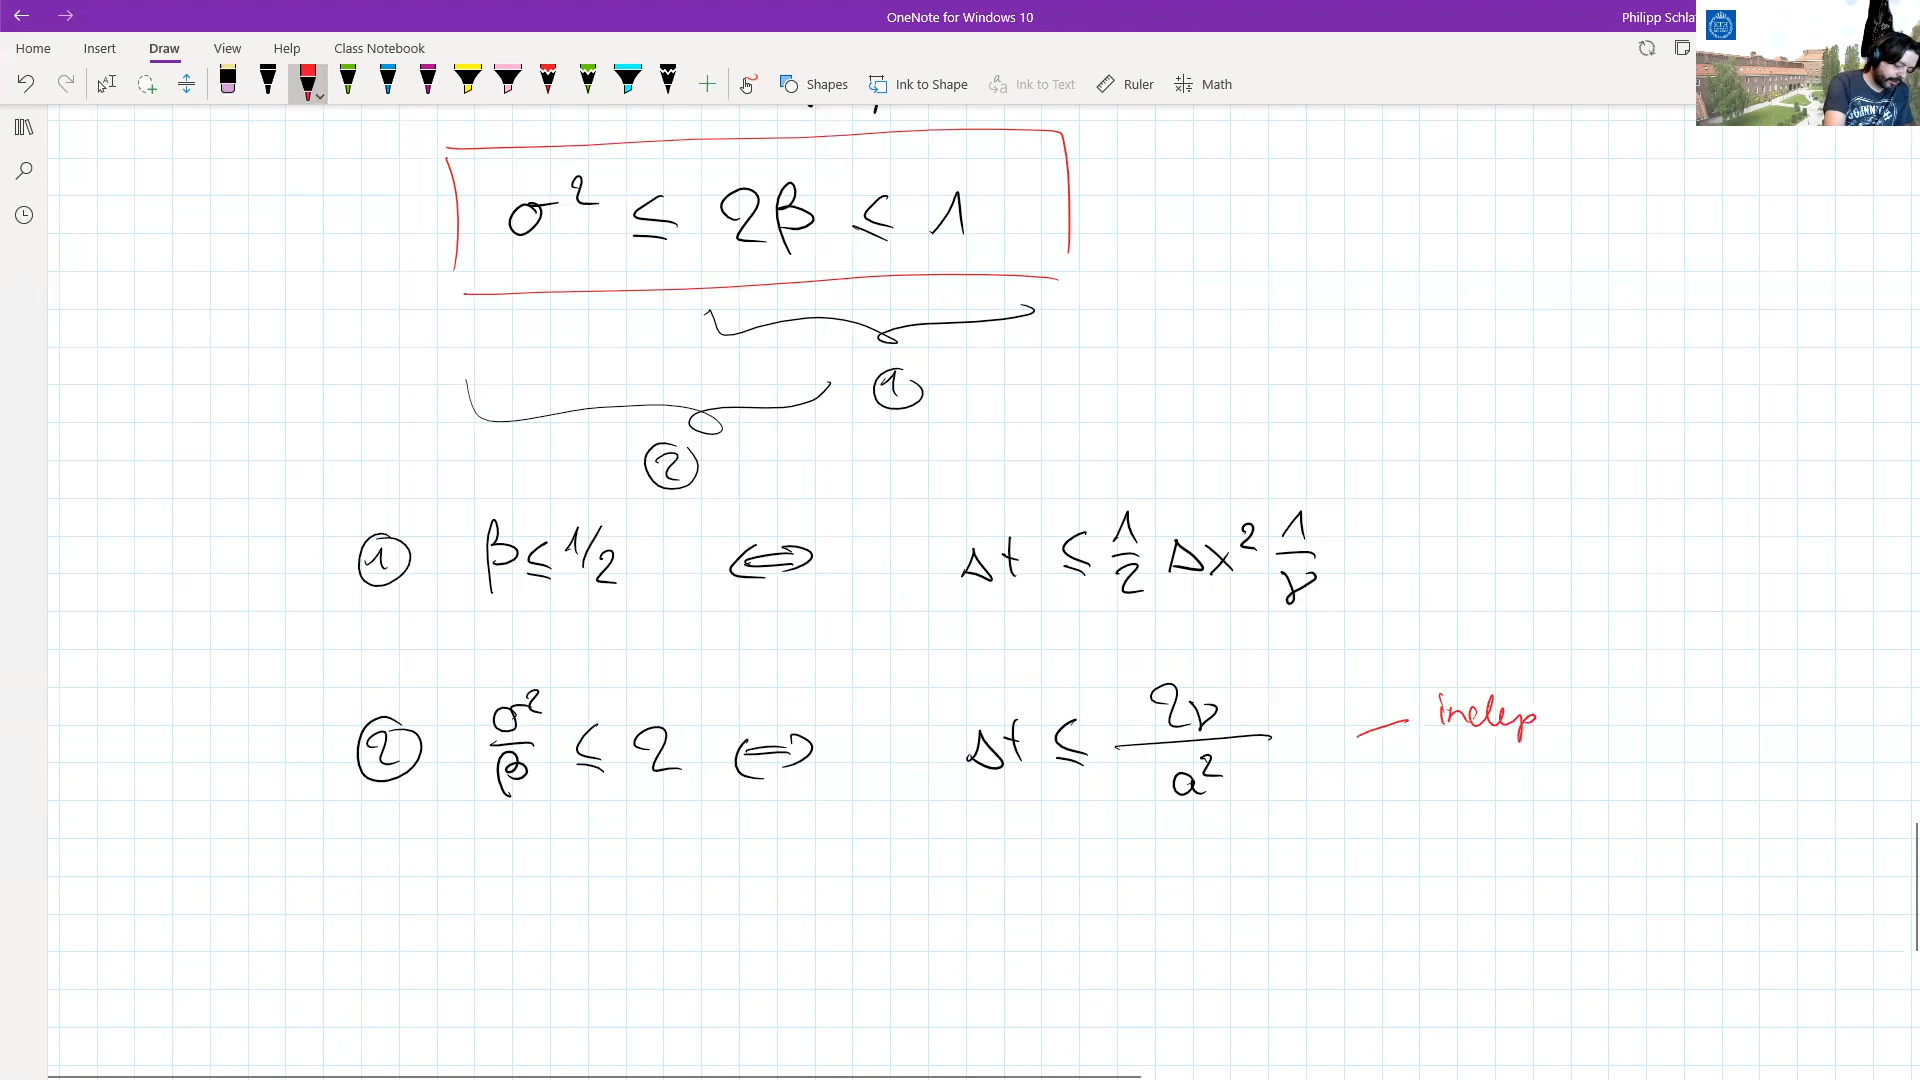 OneNote for Windows 10
Philipp Schla
Home Insert Draw View Help Class Notebook
Shapes Ink to Shape Ink to Text Ruler Math
σ² ≤ 2β ≤ 1
①
②
① β ≤ 1/2 ⇔ Δt ≤ 1/2 Δx² 1/ν
② σ²/β ≤ 2 ⇔ Δt ≤ 2ν/a² — indep